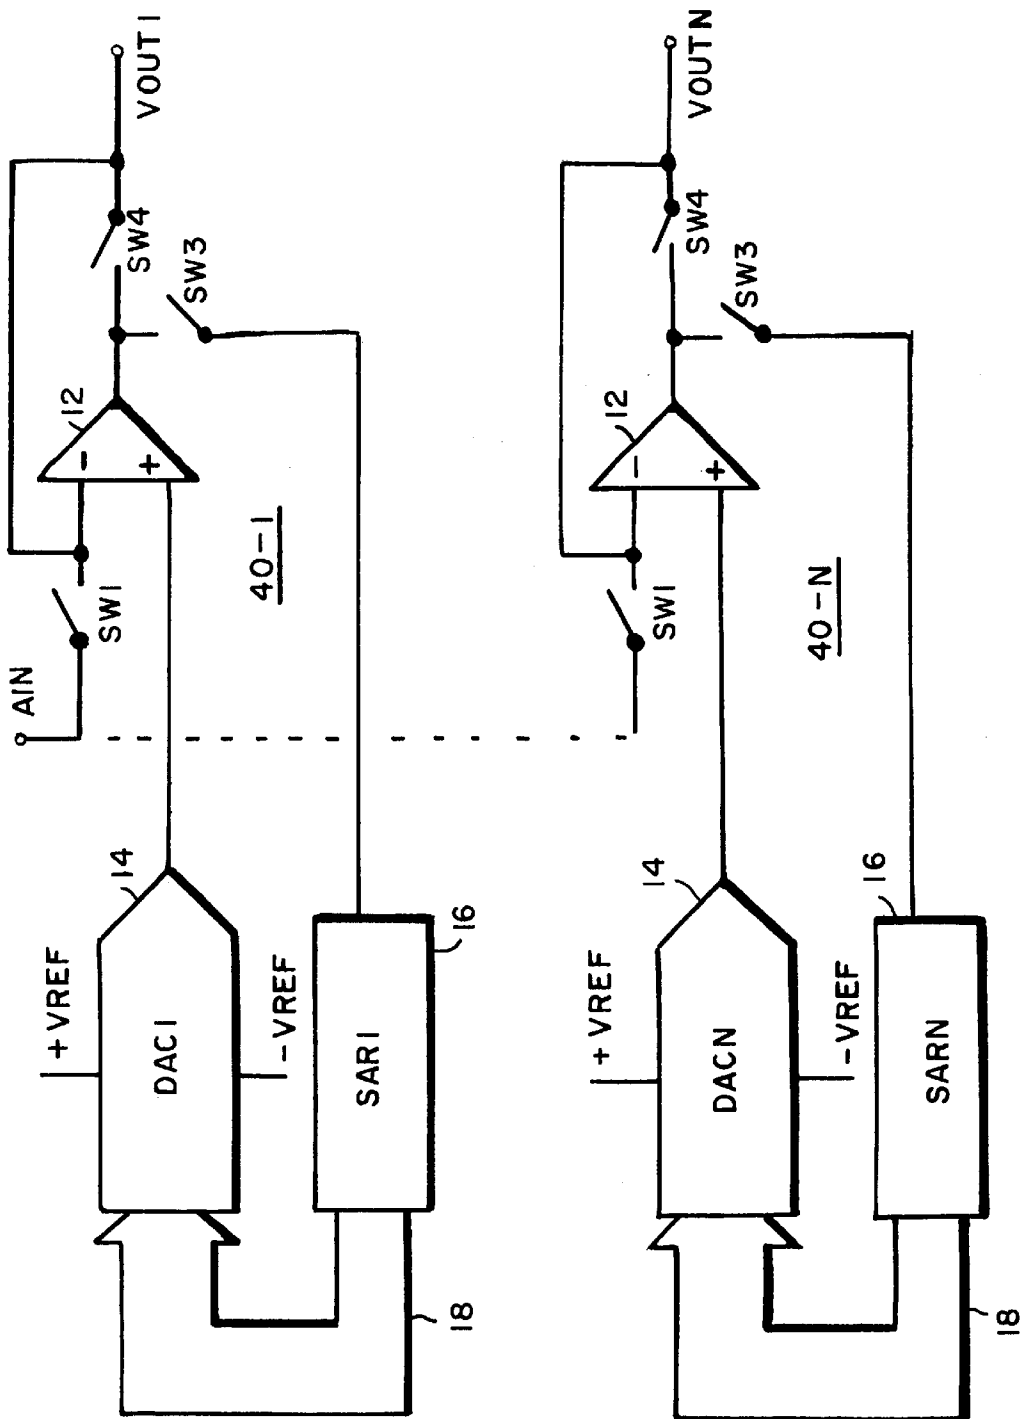 AIN
SW1
-
+
12
SW4
VOUT1
SW3
40-1
+VREF
DAC1
14
-VREF
SAR1
16
18
SW1
-
+
12
SW4
VOUTN
SW3
40-N
+VREF
DACN
14
-VREF
SARN
16
18